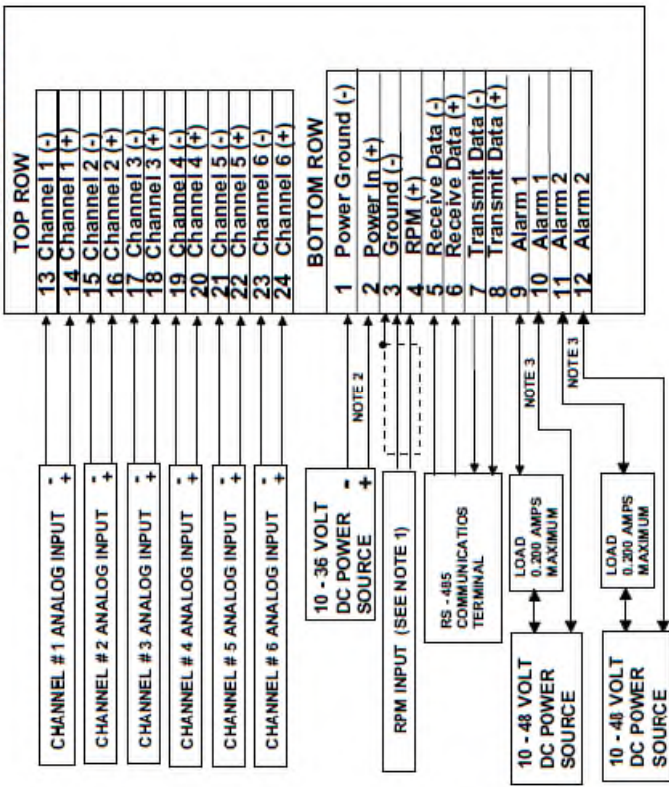 TOP ROW
13 Channel 1 (-)
14 Channel 1 (+)
15 Channel 2 (-)
16 Channel 2 (+)
17 Channel 3 (-)
18 Channel 3 (+)
19 Channel 4 (-)
20 Channel 4 (+)
21 Channel 5 (-)
22 Channel 5 (+)
23 Channel 6 (-)
24 Channel 6 (+)
BOTTOM ROW
1 Power Ground (-)
2 Power In (+)
3 Ground (-)
4 RPM (+)
5 Receive Data (-)
6 Receive Data (+)
7 Transmit Data (-)
8 Transmit Data (+)
9 Alarm 1
10 Alarm 1
11 Alarm 2
12 Alarm 2
CHANNEL # 1 ANALOG INPUT - +
CHANNEL # 2 ANALOG INPUT - +
CHANNEL # 3 ANALOG INPUT - +
CHANNEL # 4 ANALOG INPUT - +
CHANNEL # 5 ANALOG INPUT - +
CHANNEL # 6 ANALOG INPUT - +
10 - 36 VOLT -
DC POWER +
SOURCE
NOTE 2
RPM INPUT (SEE NOTE 1)
RS - 485
COMMUNICATIOS
TERMINAL
LOAD
0.200 AMPS
MAXIMUM
NOTE 3
10 - 48 VOLT
DC POWER
SOURCE
LOAD
0.200 AMPS
MAXIMUM
NOTE 3
10 - 48 VOLT
DC POWER
SOURCE